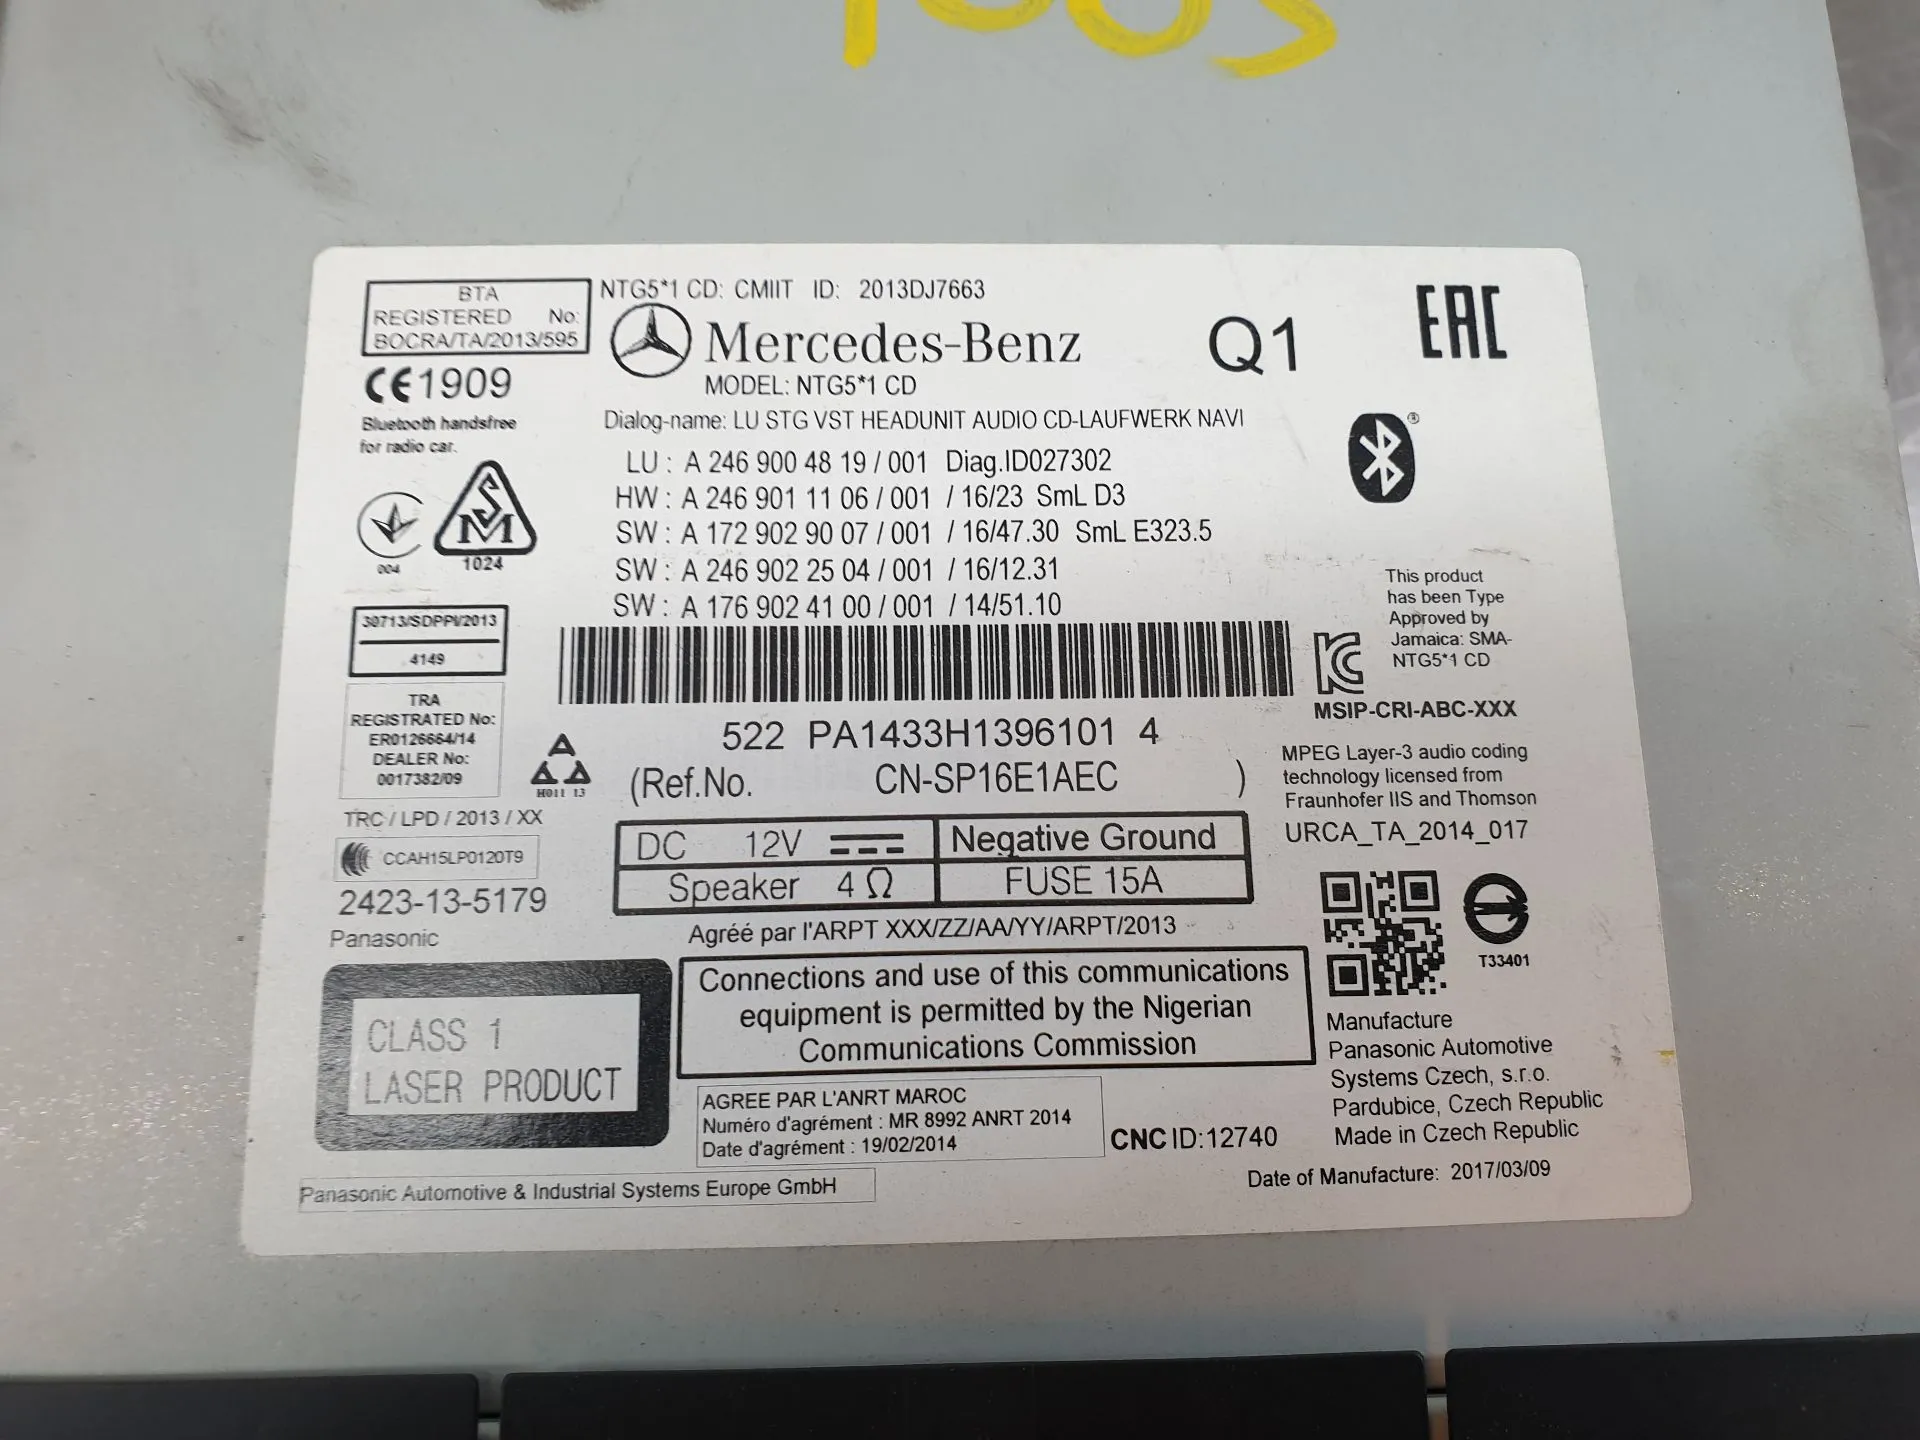 1003
BTA
REGISTERED No:
BOCRA/TA/2013/595
CE1909
Bluetooth handsfree
for radio car.
004
SM
1024
30713/SDPPI/2013
4149
TRA
REGISTRATED No:
ER0126664/14
DEALER No:
0017382/09
H011 13
TRC / LPD / 2013 / XX
CCAH15LP0120T9
2423-13-5179
Panasonic
CLASS 1
LASER PRODUCT
NTG5*1 CD: CMIIT ID: 2013DJ7663
Mercedes-Benz
MODEL: NTG5*1 CD
Q1
EAC
Dialog-name: LU STG VST HEADUNIT AUDIO CD-LAUFWERK NAVI
LU : A 246 900 48 19 / 001 Diag.ID027302
HW : A 246 901 11 06 / 001 / 16/23 SmL D3
SW : A 172 902 90 07 / 001 / 16/47.30 SmL E323.5
SW : A 246 902 25 04 / 001 / 16/12.31
SW : A 176 902 41 00 / 001 / 14/51.10
522 PA1433H1396101 4
(Ref.No. CN-SP16E1AEC )
DC 12V Negative Ground
Speaker 4 Ω FUSE 15A
Agréé par l'ARPT XXX/ZZ/AA/YY/ARPT/2013
Connections and use of this communications
equipment is permitted by the Nigerian
Communications Commission
AGREE PAR L'ANRT MAROC
Numéro d'agrément : MR 8992 ANRT 2014
Date d'agrément : 19/02/2014
CNC ID:12740
Panasonic Automotive & Industrial Systems Europe GmbH
This product
has been Type
Approved by
Jamaica: SMA-
NTG5*1 CD
MSIP-CRI-ABC-XXX
MPEG Layer-3 audio coding
technology licensed from
Fraunhofer IIS and Thomson
URCA_TA_2014_017
T33401
Manufacture
Panasonic Automotive
Systems Czech, s.r.o.
Pardubice, Czech Republic
Made in Czech Republic
Date of Manufacture: 2017/03/09